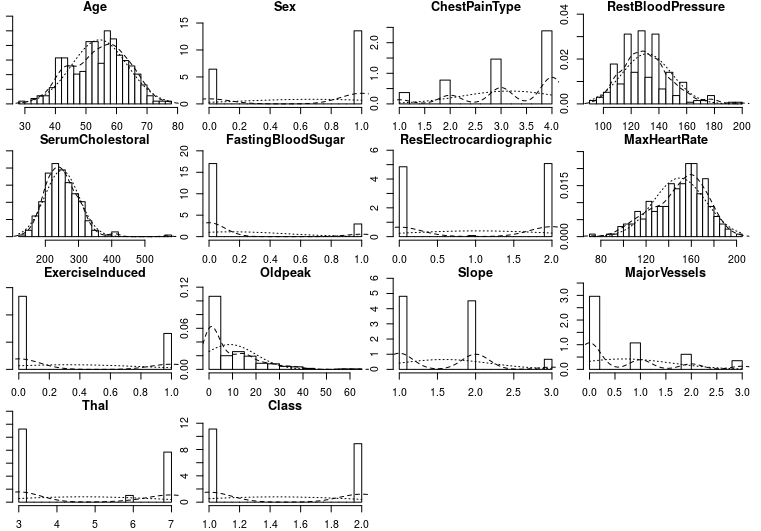 Age Sex ChestPainType RestBloodPressure
0 5 10 15
0.0 1.0 2.0
0.00 0.02 0.04
30 40 50 60 70 80
0.0 0.2 0.4 0.6 0.8 1.0
1.0 1.5 2.0 2.5 3.0 3.5 4.0
100 120 140 160 180 200
SerumCholestoral FastingBloodSugar ResElectrocardiographic MaxHeartRate
0 5 10 15 20
0 2 4 6
0.000 0.015
200 300 400 500
0.0 0.2 0.4 0.6 0.8 1.0
0.0 0.5 1.0 1.5 2.0
80 120 160 200
ExerciseInduced Oldpeak Slope MajorVessels
0.00 0.06 0.12
0 1 2 3 4 5 6
0.0 1.0 2.0 3.0
0.0 0.2 0.4 0.6 0.8 1.0
0 10 20 30 40 50 60
1.0 1.5 2.0 2.5 3.0
0.0 0.5 1.0 1.5 2.0 2.5 3.0
Thal Class
0 4 8 12
3 4 5 6 7
1.0 1.2 1.4 1.6 1.8 2.0